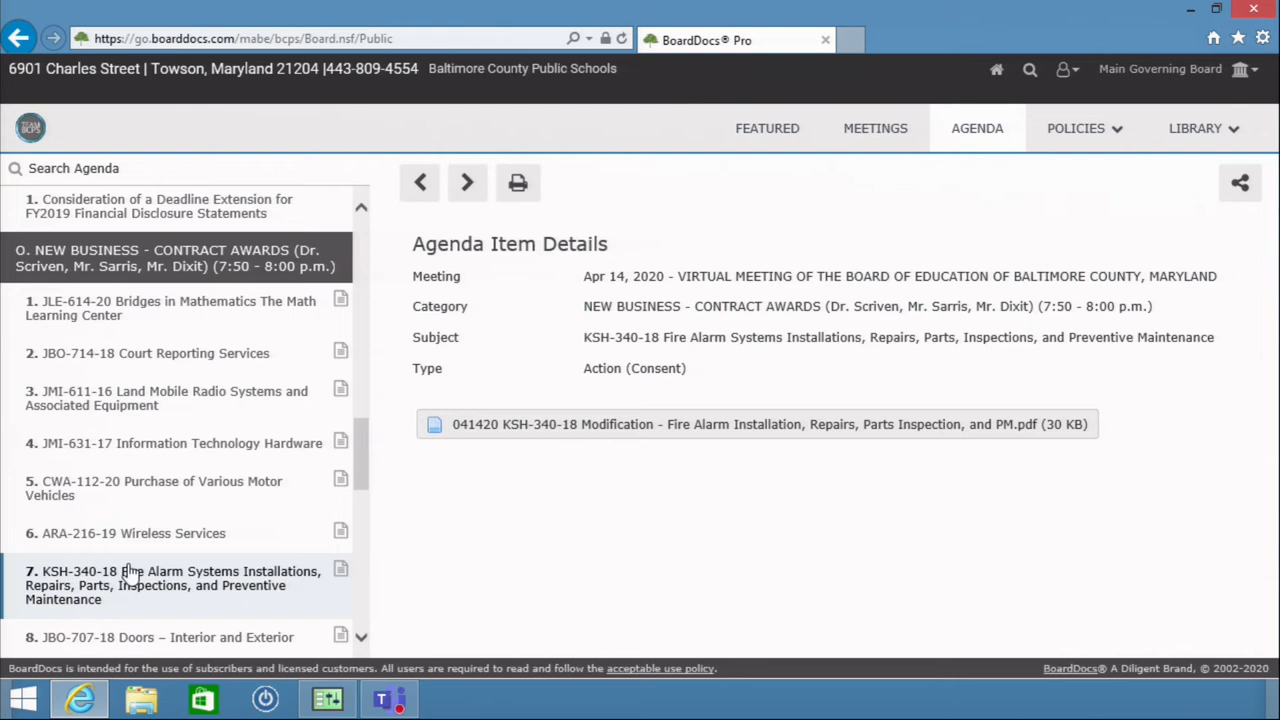 https://go.boarddocs.com/mabe/bcps/Board.nsf/Public
BoardDocs® Pro
6901 Charles Street | Towson, Maryland 21204 |443-809-4554 Baltimore County Public Schools
Main Governing Board
TEAM BCPS
FEATURED
MEETINGS
AGENDA
POLICIES
LIBRARY
Search Agenda
1. Consideration of a Deadline Extension for
FY2019 Financial Disclosure Statements
O. NEW BUSINESS - CONTRACT AWARDS (Dr.
Scriven, Mr. Sarris, Mr. Dixit) (7:50 - 8:00 p.m.)
1. JLE-614-20 Bridges in Mathematics The Math
Learning Center
2. JBO-714-18 Court Reporting Services
3. JMI-611-16 Land Mobile Radio Systems and
Associated Equipment
4. JMI-631-17 Information Technology Hardware
5. CWA-112-20 Purchase of Various Motor
Vehicles
6. ARA-216-19 Wireless Services
7. KSH-340-18 Fire Alarm Systems Installations,
Repairs, Parts, Inspections, and Preventive
Maintenance
8. JBO-707-18 Doors – Interior and Exterior
Agenda Item Details
Meeting Apr 14, 2020 - VIRTUAL MEETING OF THE BOARD OF EDUCATION OF BALTIMORE COUNTY, MARYLAND
Category NEW BUSINESS - CONTRACT AWARDS (Dr. Scriven, Mr. Sarris, Mr. Dixit) (7:50 - 8:00 p.m.)
Subject KSH-340-18 Fire Alarm Systems Installations, Repairs, Parts, Inspections, and Preventive Maintenance
Type Action (Consent)
041420 KSH-340-18 Modification - Fire Alarm Installation, Repairs, Parts Inspection, and PM.pdf (30 KB)
BoardDocs is intended for the use of subscribers and licensed customers. All users are required to read and follow the acceptable use policy.
BoardDocs® A Diligent Brand, © 2002-2020